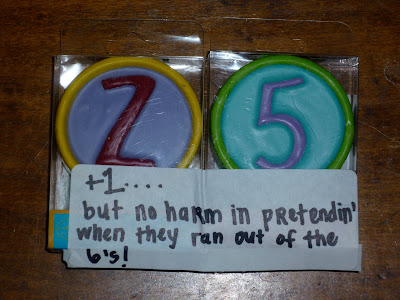 2 5
+1....
but no harm in pretendin'
when they ran out of the
6's!